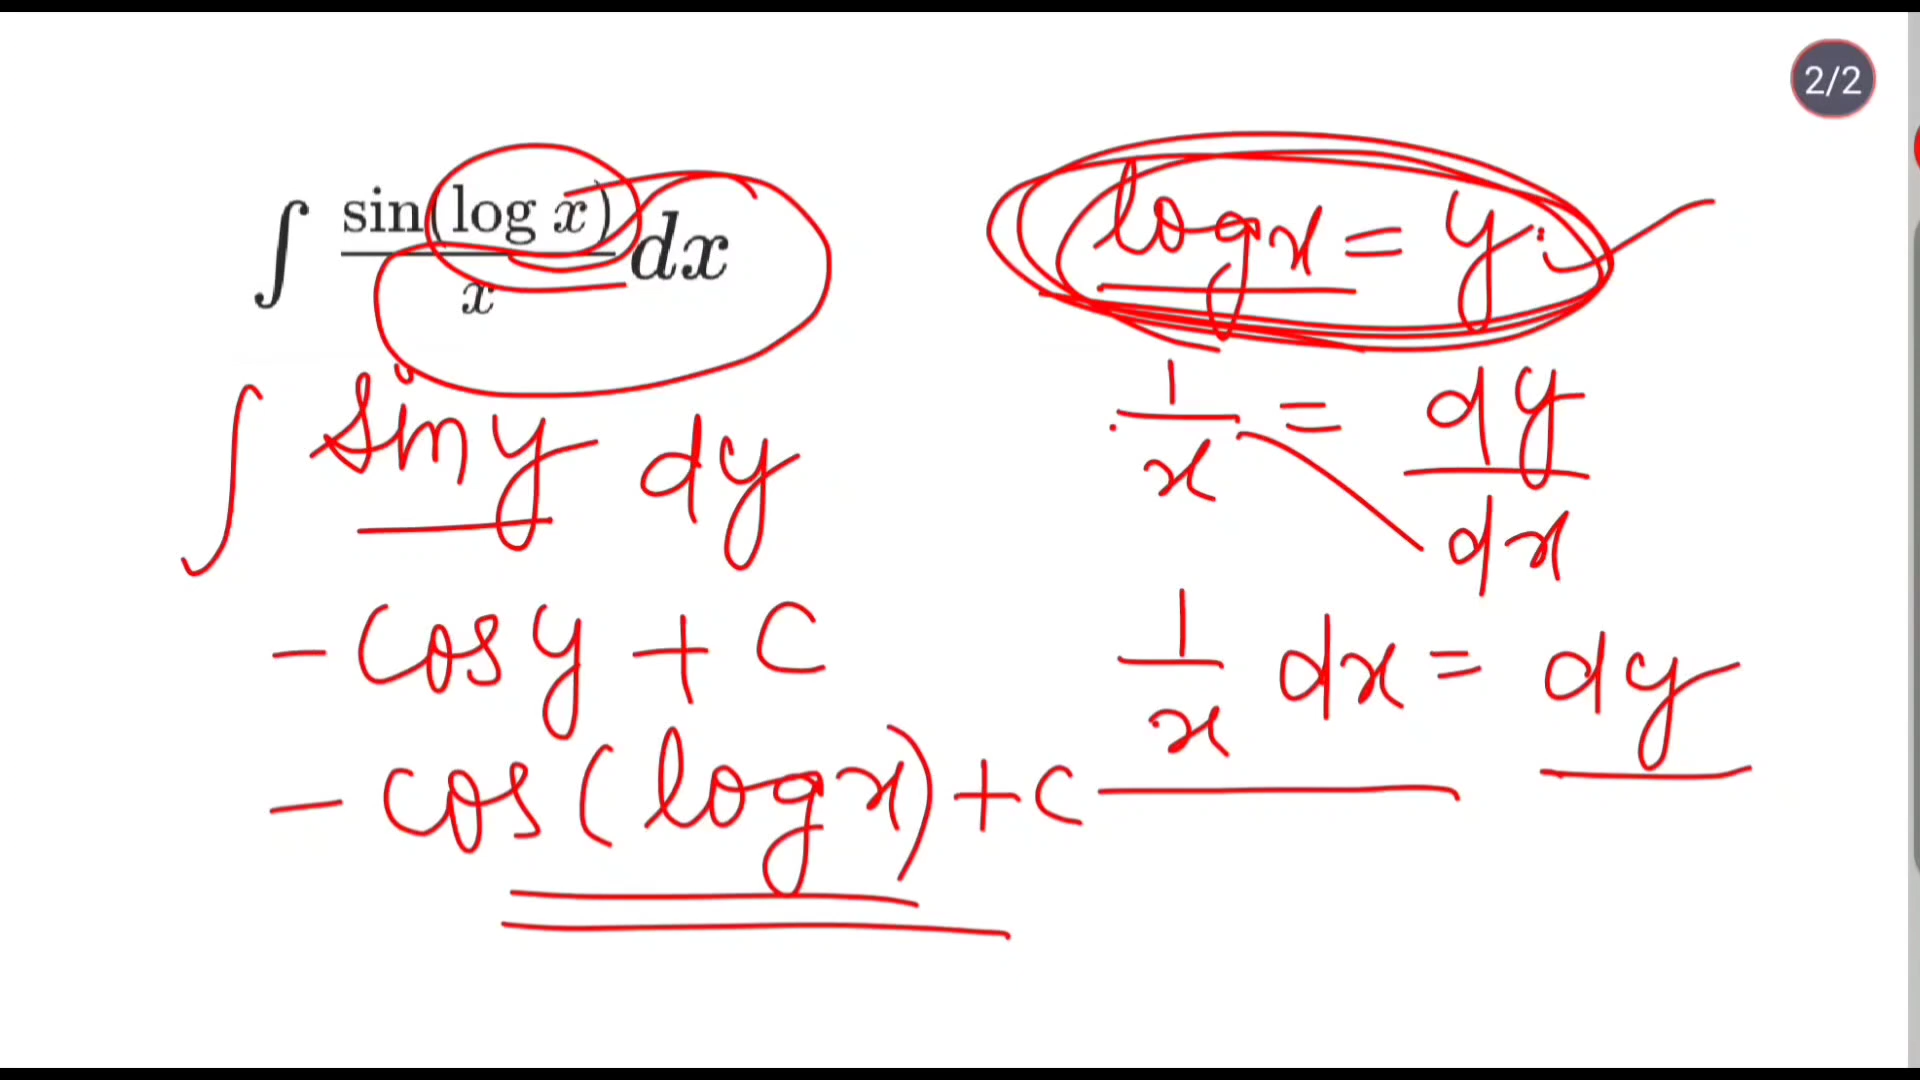 2/2
∫ sin(log x)/x dx
log x = y
1/x = dy/dx
∫ sin y dy
1/x dx = dy
- cos y + C
- cos (log x) + C